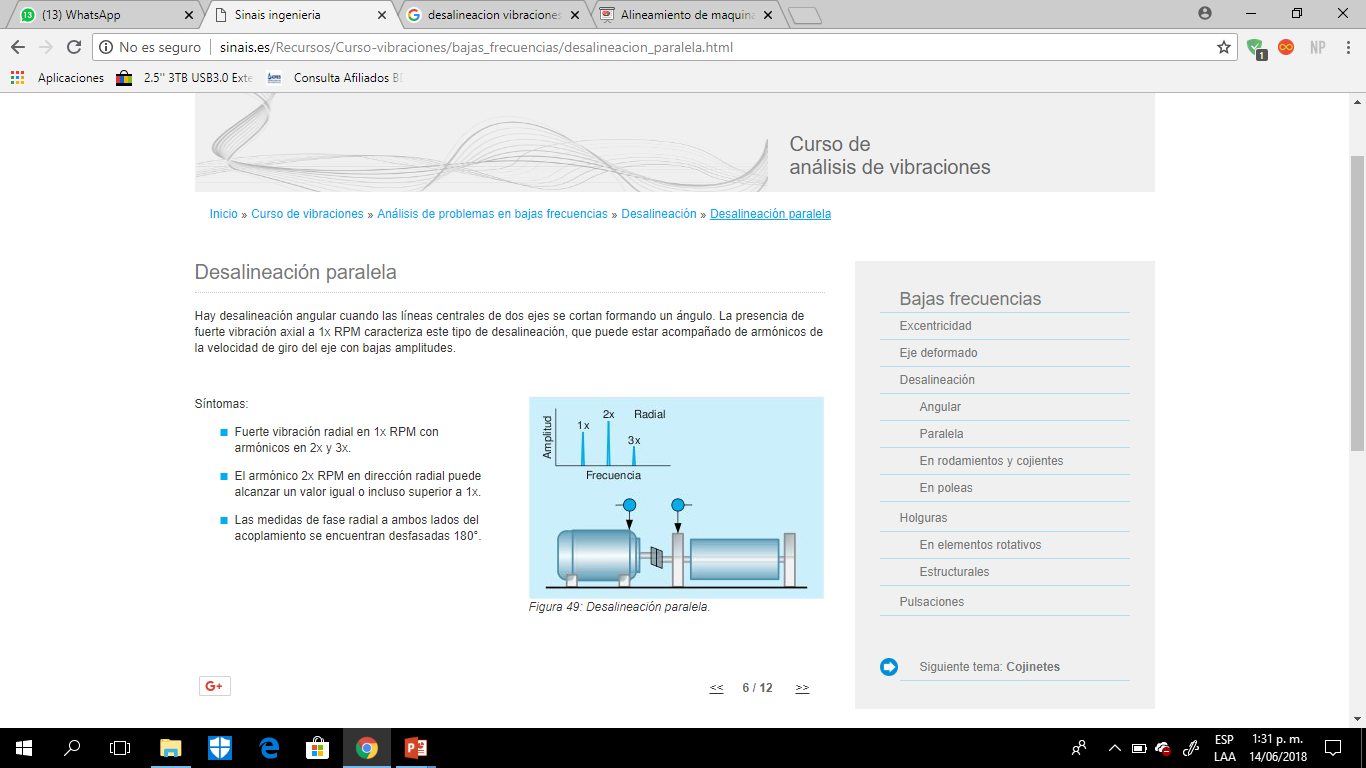 (13) WhatsApp
Sinais ingenieria
desalineacion vibraciones
Alineamiento de maquina
No es seguro
sinais.es/Recursos/Curso-vibraciones/bajas_frecuencias/desalineacion_paralela.html
1
NP
Aplicaciones
2.5'' 3TB USB3.0 Exte
Consulta Afiliados B
Curso de
análisis de vibraciones
Inicio » Curso de vibraciones » Análisis de problemas en bajas frecuencias » Desalineación » Desalineación paralela
Desalineación paralela
Hay desalineación angular cuando las líneas centrales de dos ejes se cortan formando un ángulo. La presencia de
fuerte vibración axial a 1x RPM caracteriza este tipo de desalineación, que puede estar acompañado de armónicos de
la velocidad de giro del eje con bajas amplitudes.
Síntomas:
Fuerte vibración radial en 1x RPM con
armónicos en 2x y 3x.
El armónico 2x RPM en dirección radial puede
alcanzar un valor igual o incluso superior a 1x.
Las medidas de fase radial a ambos lados del
acoplamiento se encuentran desfasadas 180°.
Amplitud
1x
2x
Radial
3x
Frecuencia
Figura 49: Desalineación paralela.
G+
<< 6 / 12 >>
Bajas frecuencias
Excentricidad
Eje deformado
Desalineación
Angular
Paralela
En rodamientos y cojientes
En poleas
Holguras
En elementos rotativos
Estructurales
Pulsaciones
Siguiente tema: Cojinetes
ESP
LAA
1:31 p. m.
14/06/2018